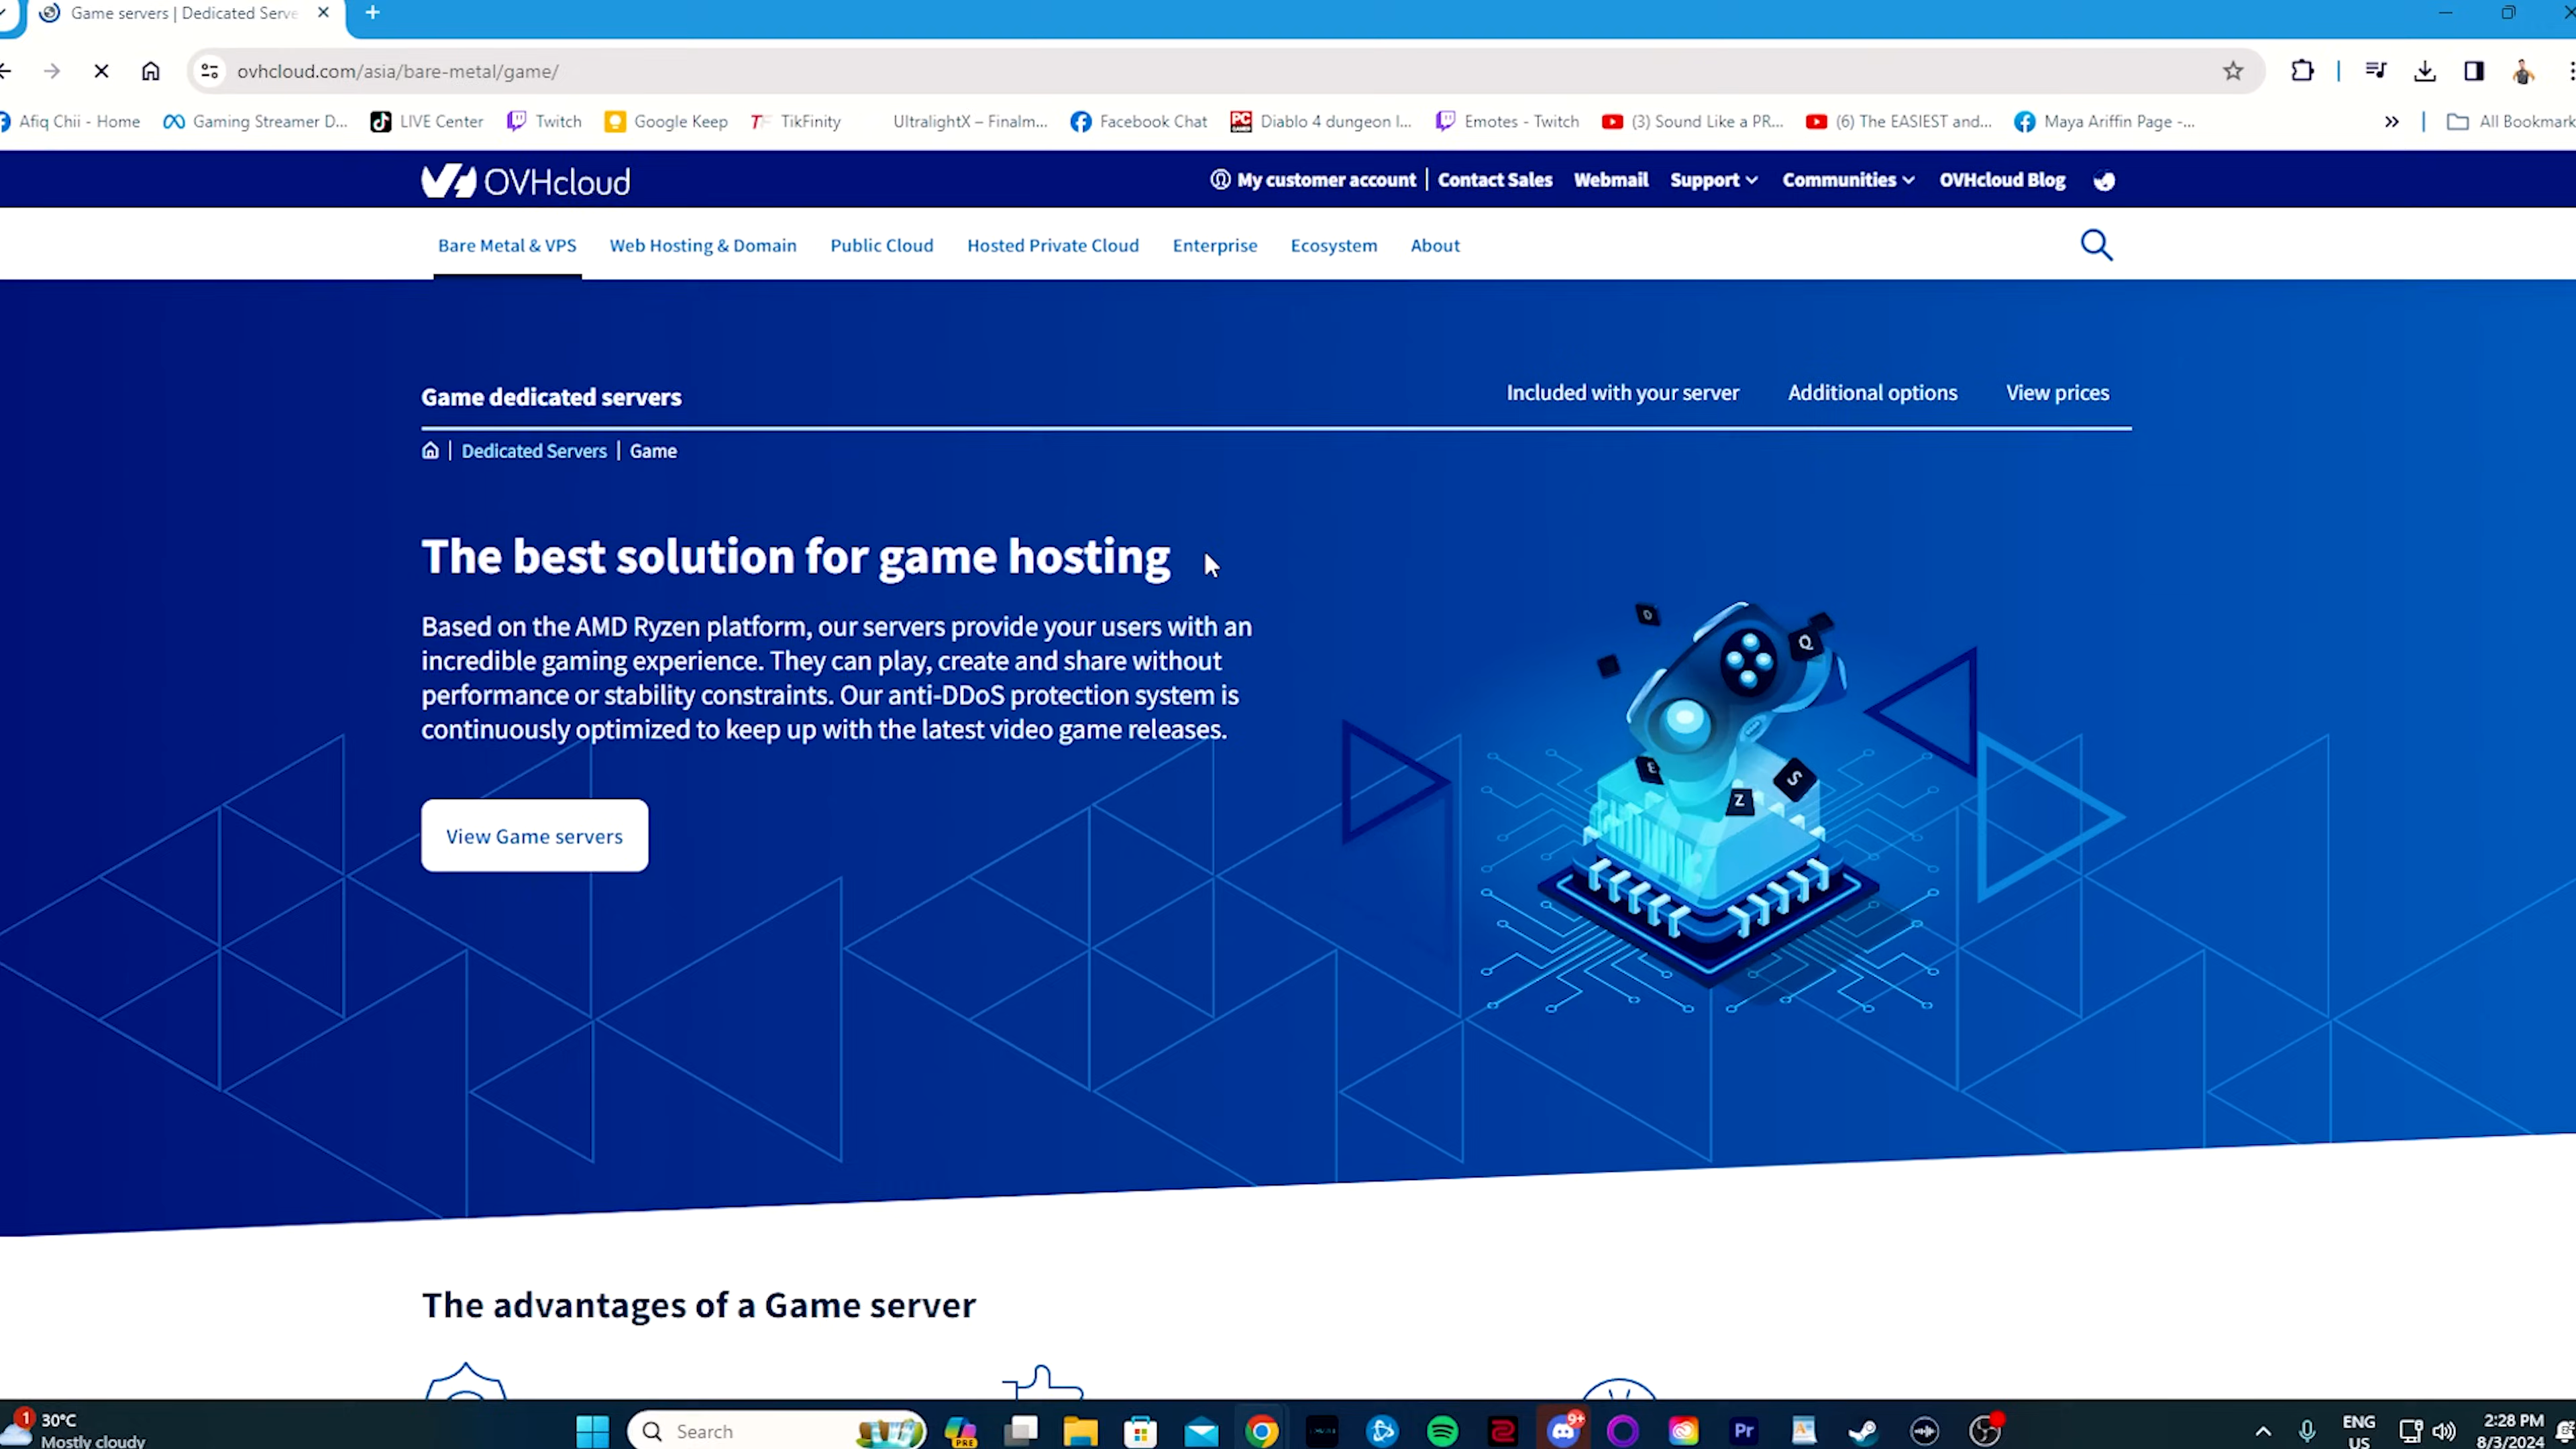 Game servers | Dedicated Serve
ovhcloud.com/asia/bare-metal/game/
Afiq Chii - Home
Gaming Streamer D...
LIVE Center
Twitch
Google Keep
TF TikFinity
UltralightX – Finalm...
Facebook Chat
PC Diablo 4 dungeon l...
Emotes - Twitch
(3) Sound Like a PR...
(6) The EASIEST and...
Maya Ariffin Page -...
All Bookmark
OVHcloud
My customer account | Contact Sales Webmail Support Communities OVHcloud Blog
Bare Metal & VPS Web Hosting & Domain Public Cloud Hosted Private Cloud Enterprise Ecosystem About
Game dedicated servers
Included with your server Additional options View prices
| Dedicated Servers | Game
The best solution for game hosting
Based on the AMD Ryzen platform, our servers provide your users with an
incredible gaming experience. They can play, create and share without
performance or stability constraints. Our anti-DDoS protection system is
continuously optimized to keep up with the latest video game releases.
View Game servers
Q
E
S
Z
The advantages of a Game server
1
30°C
Mostly cloudy
Search
PRE
9+
Pr
ENG
US
2:28 PM
8/3/2024